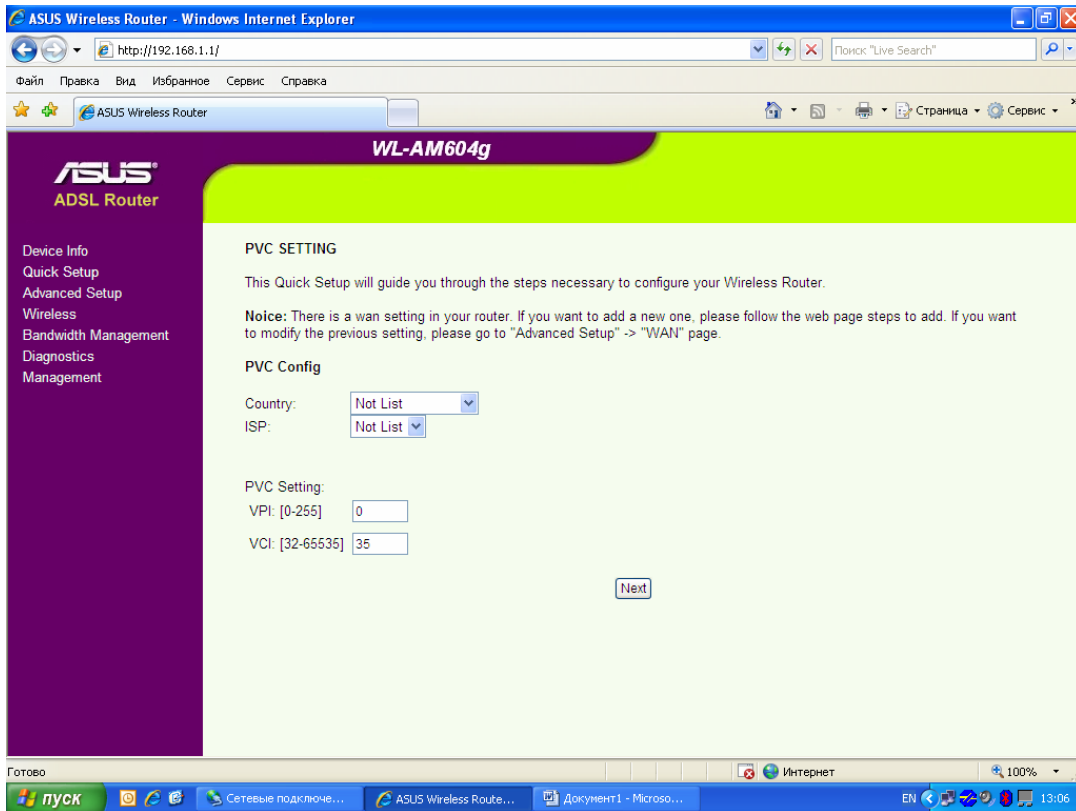 ASUS Wireless Router - Windows Internet Explorer
http://192.168.1.1/
Поиск "Live Search"
Файл Правка Вид Избранное Сервис Справка
ASUS Wireless Router
Страница Сервис
WL-AM604g
ASUS
ADSL Router
Device Info
Quick Setup
Advanced Setup
Wireless
Bandwidth Management
Diagnostics
Management
PVC SETTING
This Quick Setup will guide you through the steps necessary to configure your Wireless Router.
Noice: There is a wan setting in your router. If you want to add a new one, please follow the web page steps to add. If you want
to modify the previous setting, please go to "Advanced Setup" -> "WAN" page.
PVC Config
Country: Not List
ISP: Not List
PVC Setting:
VPI: [0-255] 0
VCI: [32-65535] 35
Next
Готово
Интернет
100%
пуск
Сетевые подключе...
ASUS Wireless Route...
Документ1 - Microso...
EN
13:06